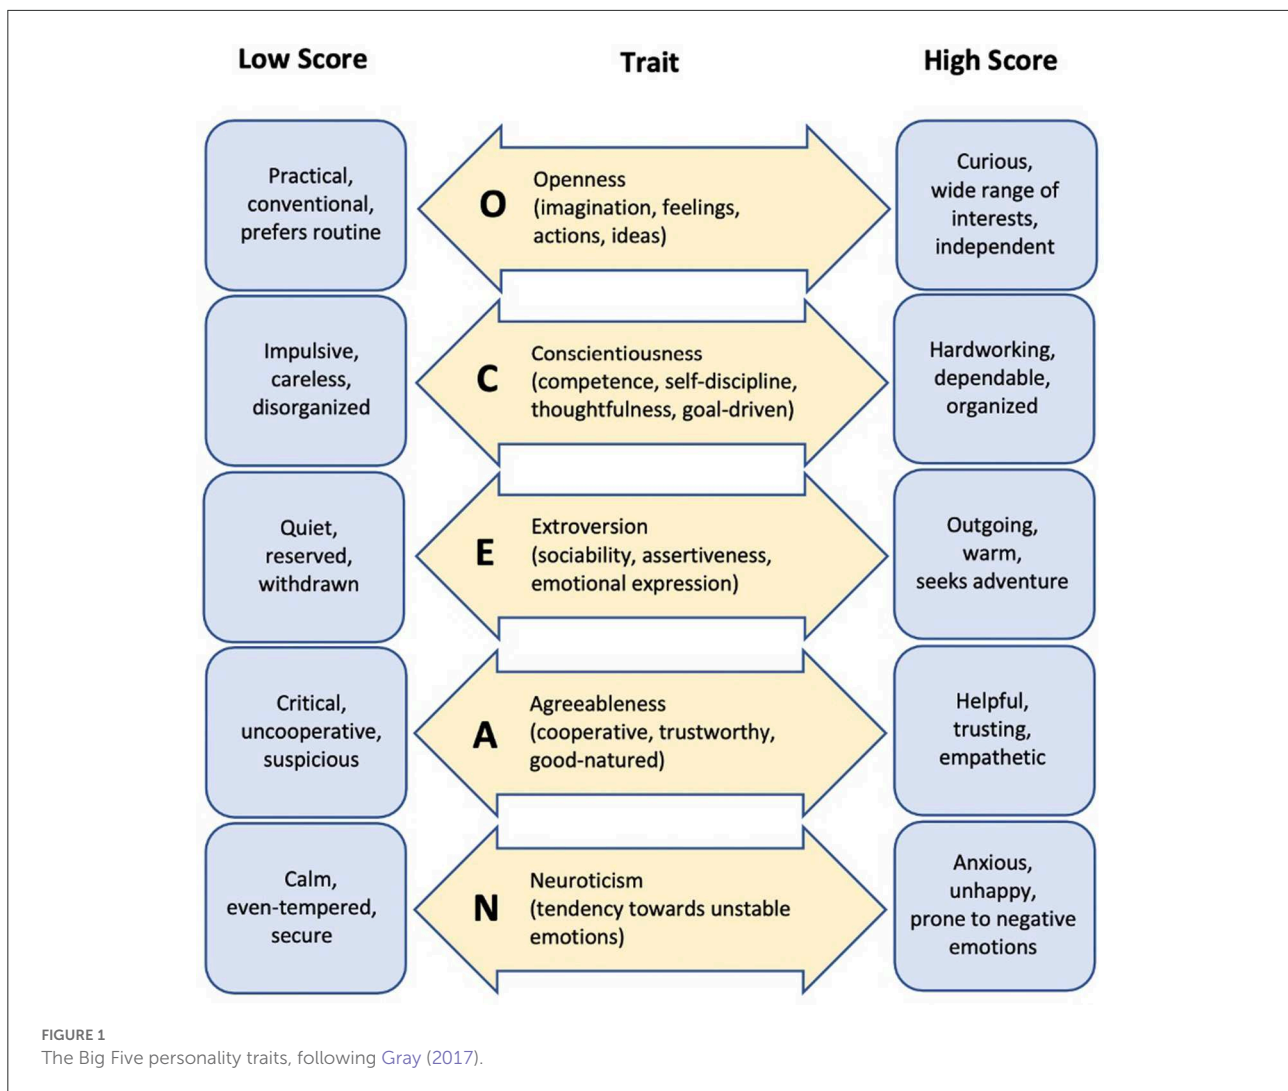 Low Score
Trait
High Score
Practical,
conventional,
prefers routine
O
Openness
(imagination, feelings,
actions, ideas)
Curious,
wide range of
interests,
independent
Impulsive,
careless,
disorganized
C
Conscientiousness
(competence, self-discipline,
thoughtfulness, goal-driven)
Hardworking,
dependable,
organized
Quiet,
reserved,
withdrawn
E
Extroversion
(sociability, assertiveness,
emotional expression)
Outgoing,
warm,
seeks adventure
Critical,
uncooperative,
suspicious
A
Agreeableness
(cooperative, trustworthy,
good-natured)
Helpful,
trusting,
empathetic
Calm,
even-tempered,
secure
N
Neuroticism
(tendency towards unstable
emotions)
Anxious,
unhappy,
prone to negative
emotions
FIGURE 1
The Big Five personality traits, following Gray (2017).